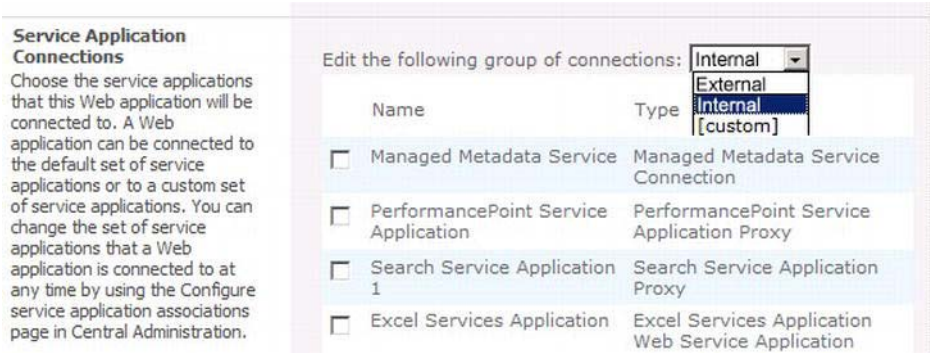 Service Application
Connections
Choose the service applications
that this Web application will be
connected to. A Web
application can be connected to
the default set of service
applications or to a custom set
of service applications. You can
change the set of service
applications that a Web
application is connected to at
any time by using the Configure
service application associations
page in Central Administration.
Edit the following group of connections: Internal
External
Internal
[custom]
Name Type
Managed Metadata Service Managed Metadata Service
Connection
PerformancePoint Service PerformancePoint Service
Application Application Proxy
Search Service Application Search Service Application
1 Proxy
Excel Services Application Excel Services Application
Web Service Application